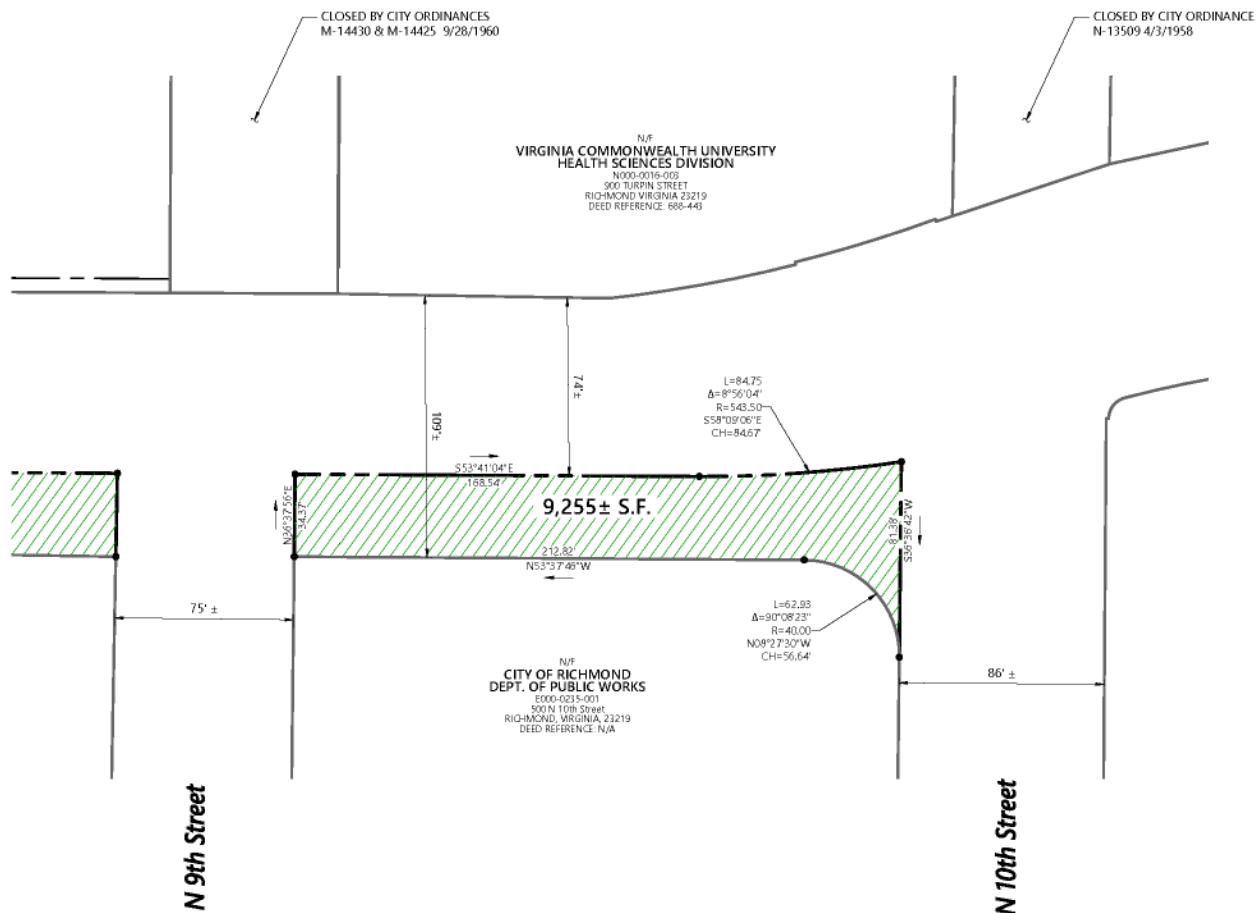 CLOSED BY CITY ORDINANCES
M-14430 & M-14425 9/28/1960
CLOSED BY CITY ORDINANCE
N-13509 4/3/1958
N/F
VIRGINIA COMMONWEALTH UNIVERSITY
HEALTH SCIENCES DIVISION
N000-0016-003
900 TURPIN STREET
RICHMOND VIRGINIA 23219
DEED REFERENCE: 688-443
109'±
74'±
L=84.75
Δ=8°56'04"
R=543.50
S58°09'06"E
CH=84.67'
S53°41'04"E
168.54'
N36°37'56"E
34.37'
9,255± S.F.
81.38'
S36°36'42"W
212.82'
N53°37'46"W
75' ±
L=62.93
Δ=90°08'23"
R=40.00
N08°27'30"W
CH=56.64'
N/F
CITY OF RICHMOND
DEPT. OF PUBLIC WORKS
E000-0235-001
500 N 10th Street
RICHMOND, VIRGINIA, 23219
DEED REFERENCE: N/A
86' ±
N 9th Street
N 10th Street